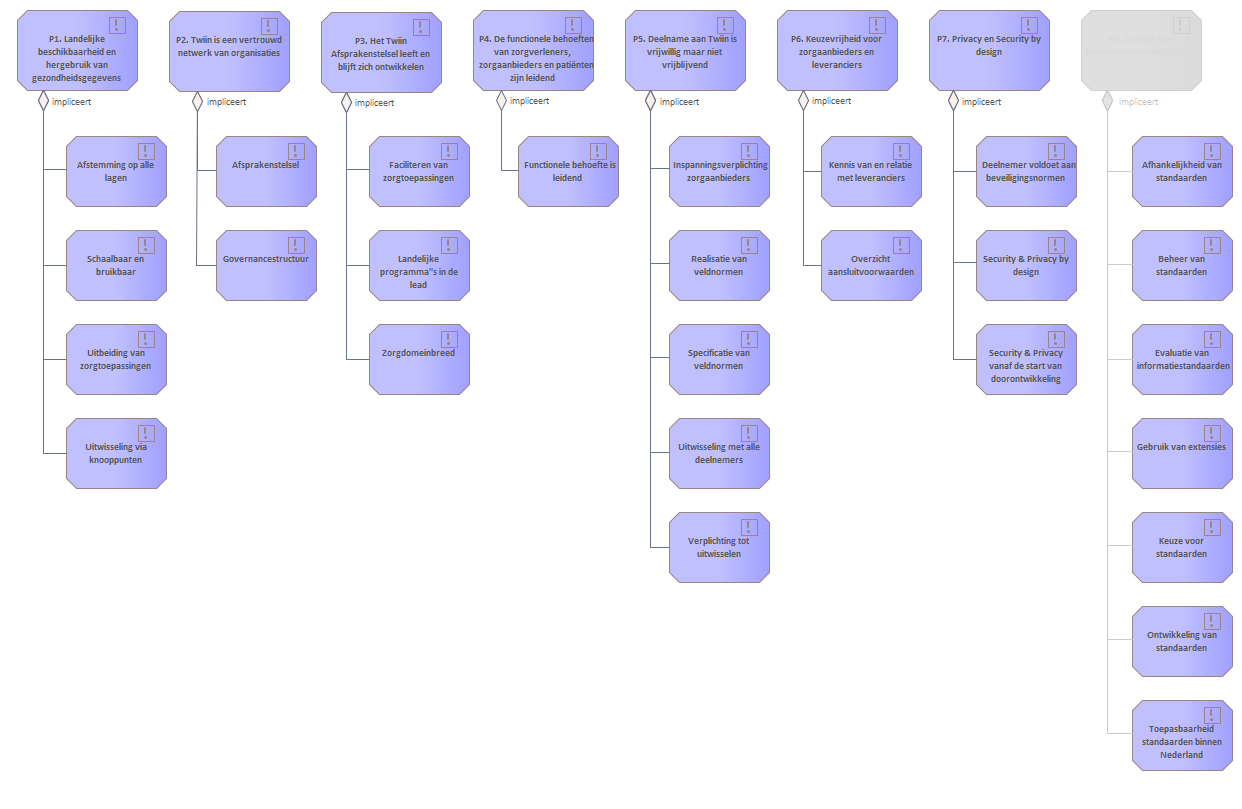 P1. Landelijke
beschikbaarheid en
hergebruik van
gezondheidsgegevens
impliceert
Afstemming op alle
lagen
Schaalbaar en
bruikbaar
Uitbeiding van
zorgtoepassingen
Uitwisseling via
knooppunten
P2. Twiin is een vertrouwd
netwerk van organisaties
impliceert
Afsprakenstelsel
Governancestructuur
P3. Het Twiin
Afsprakenstelsel leeft en
blijft zich ontwikkelen
impliceert
Faciliteren van
zorgtoepassingen
Landelijke
programma"s in de
lead
Zorgdomeinbreed
P4. De functionele behoeften
van zorgverleners,
zorgaanbieders en patiënten
zijn leidend
impliceert
Functionele behoefte is
leidend
P5. Deelname aan Twiin is
vrijwillig maar niet
vrijblijvend
impliceert
Inspanningsverplichting
zorgaanbieders
Realisatie van
veldnormen
Specificatie van
veldnormen
Uitwisseling met alle
deelnemers
Verplichting tot
uitwisselen
P6. Keuzevrijheid voor
zorgaanbieders en
leveranciers
impliceert
Kennis van en relatie
met leveranciers
Overzicht
aansluitvoorwaarden
P7. Privacy en Security by
design
impliceert
Deelnemer voldoet aan
beveiligingsnormen
Security & Privacy by
design
Security & Privacy
vanaf de start van
doorontwikkeling
impliceert
Afhankelijkheid van
standaarden
Beheer van
standaarden
Evaluatie van
informatiestandaarden
Gebruik van extensies
Keuze voor
standaarden
Ontwikkeling van
standaarden
Toepasbaarheid
standaarden binnen
Nederland